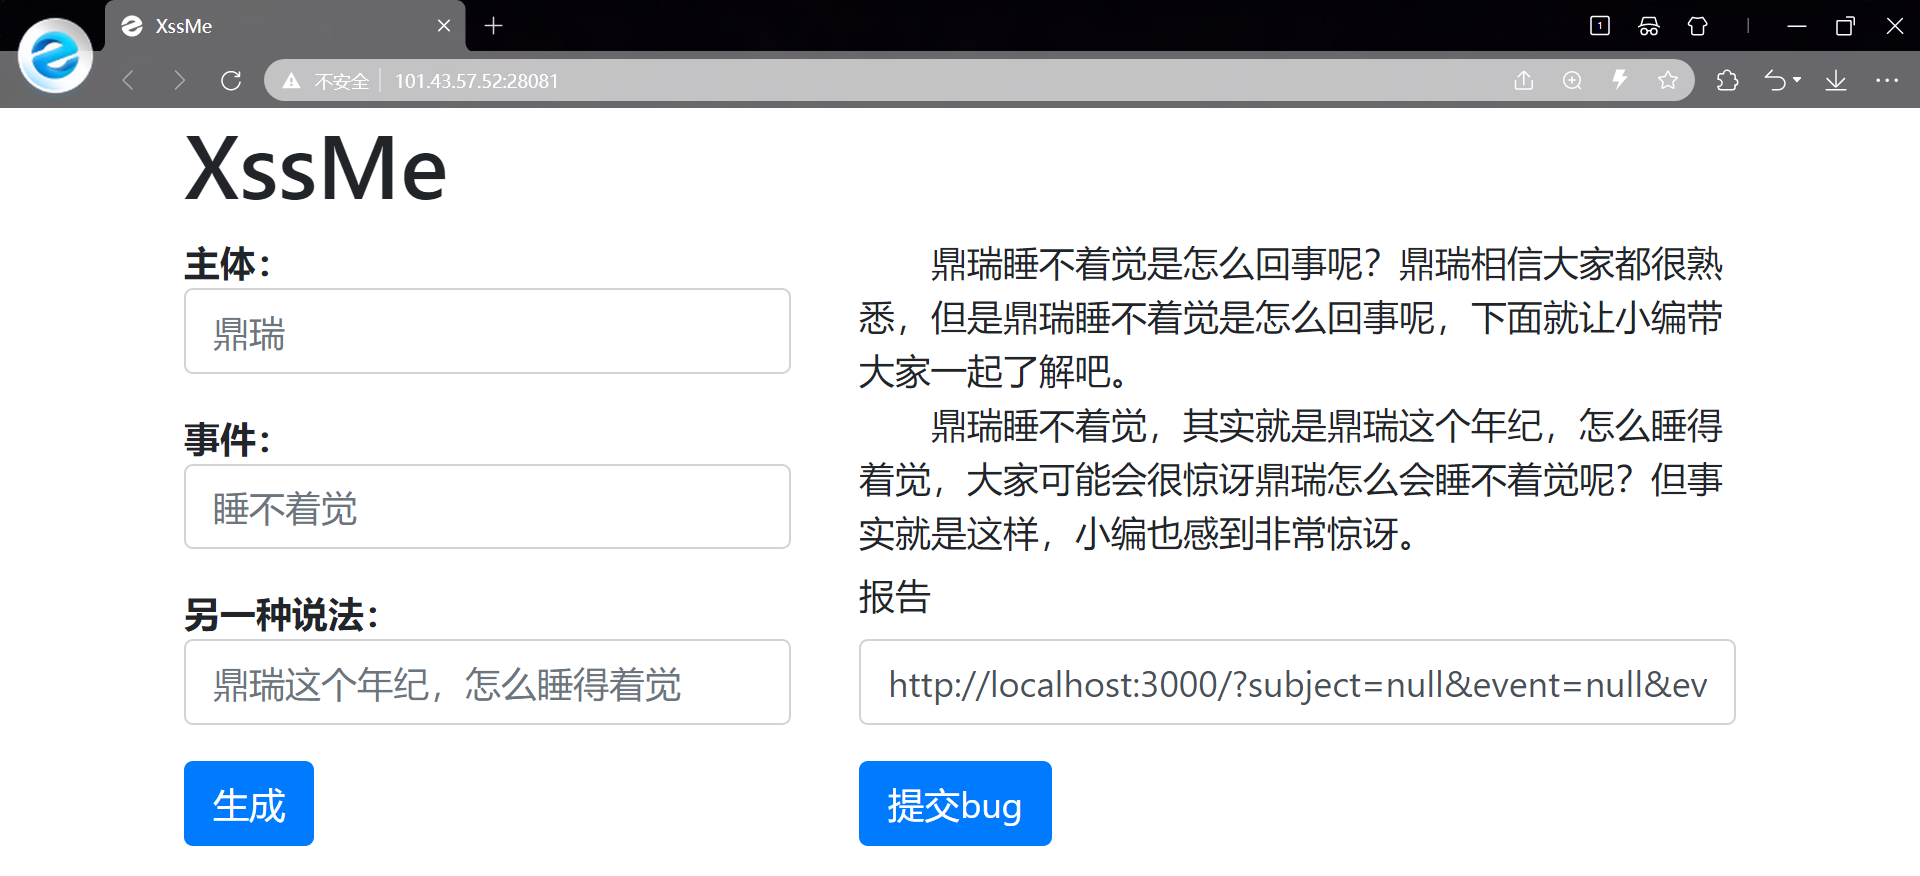 XssMe
不安全
101.43.57.52:28081
XssMe
主体：
鼎瑞
事件：
睡不着觉
另一种说法：
鼎瑞这个年纪，怎么睡得着觉
生成
鼎瑞睡不着觉是怎么回事呢？鼎瑞相信大家都很熟
悉，但是鼎瑞睡不着觉是怎么回事呢，下面就让小编带
大家一起了解吧。
鼎瑞睡不着觉，其实就是鼎瑞这个年纪，怎么睡得
着觉，大家可能会很惊讶鼎瑞怎么会睡不着觉呢？但事
实就是这样，小编也感到非常惊讶。
报告
http://localhost:3000/?subject=null&event=null&ev
提交bug